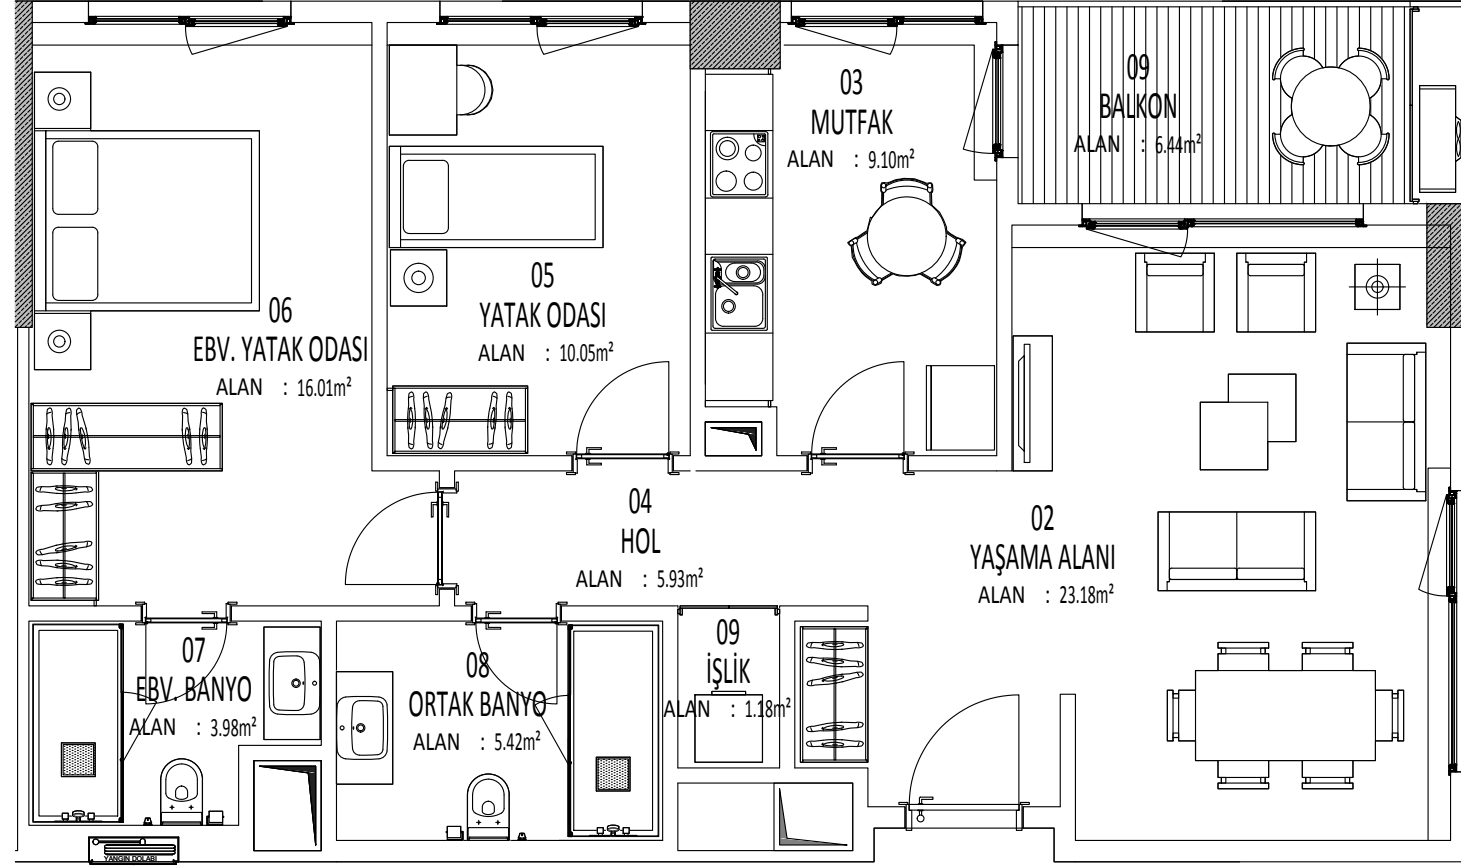 09
BALKON
ALAN : 6.44m²
03
MUTFAK
ALAN : 9.10m²
05
YATAK ODASI
ALAN : 10.05m²
06
EBV. YATAK ODASI
ALAN : 16.01m²
04
HOL
ALAN : 5.93m²
02
YAŞAMA ALANI
ALAN : 23.18m²
07
EBV. BANYO
ALAN : 3.98m²
08
ORTAK BANYO
ALAN : 5.42m²
09
İŞLİK
ALAN : 1.18m²
YANGIN DOLABI